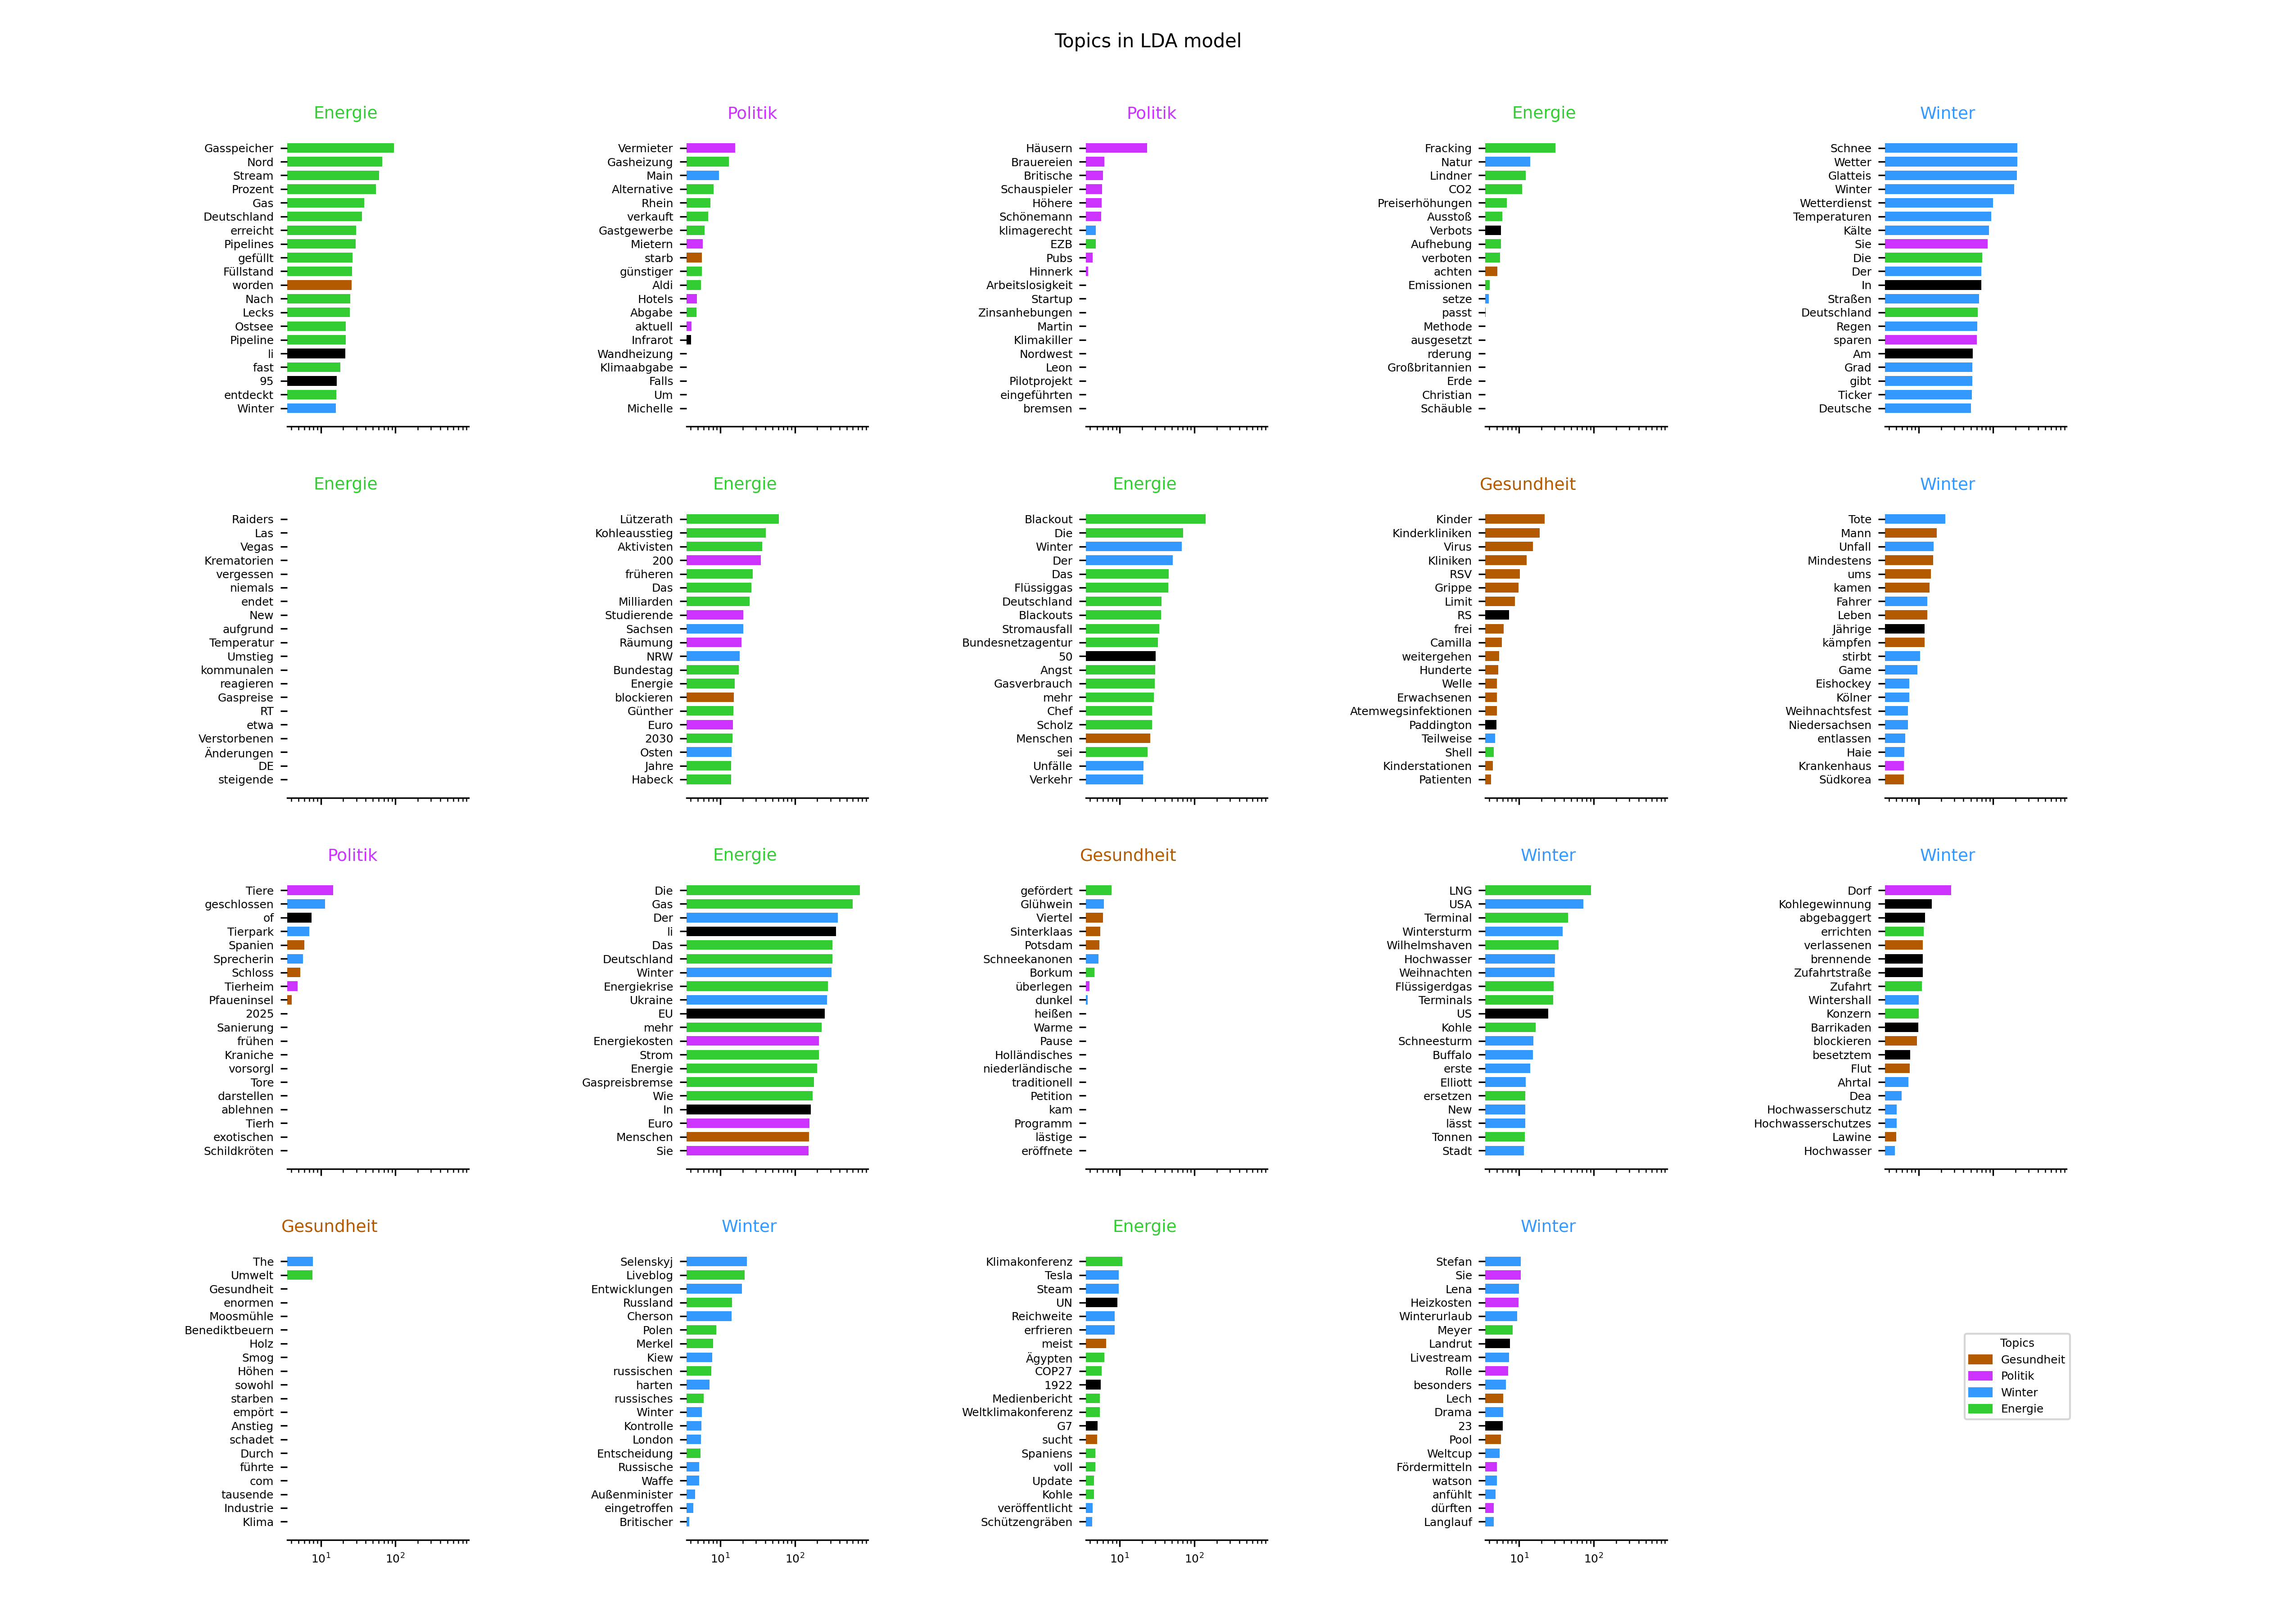 Topics in LDA model
Energie
Gasspeicher
Nord
Stream
Prozent
Gas
Deutschland
erreicht
Pipelines
gefüllt
Füllstand
worden
Nach
Lecks
Ostsee
Pipeline
li
fast
95
entdeckt
Winter
Politik
Vermieter
Gasheizung
Main
Alternative
Rhein
verkauft
Gastgewerbe
Mietern
starb
günstiger
Aldi
Hotels
Abgabe
aktuell
Infrarot
Wandheizung
Klimaabgabe
Falls
Um
Michelle
Politik
Häusern
Brauereien
Britische
Schauspieler
Höhere
Schönemann
klimagerecht
EZB
Pubs
Hinnerk
Arbeitslosigkeit
Startup
Zinsanhebungen
Martin
Klimakiller
Nordwest
Leon
Pilotprojekt
eingeführten
bremsen
Energie
Fracking
Natur
Lindner
CO2
Preiserhöhungen
Ausstoß
Verbots
Aufhebung
verboten
achten
Emissionen
setze
passt
Methode
ausgesetzt
rderung
Großbritannien
Erde
Christian
Schäuble
Winter
Schnee
Wetter
Glatteis
Winter
Wetterdienst
Temperaturen
Kälte
Sie
Die
Der
In
Straßen
Deutschland
Regen
sparen
Am
Grad
gibt
Ticker
Deutsche
Energie
Raiders
Las
Vegas
Krematorien
vergessen
niemals
endet
New
aufgrund
Temperatur
Umstieg
kommunalen
reagieren
Gaspreise
RT
etwa
Verstorbenen
Änderungen
DE
steigende
Energie
Lützerath
Kohleausstieg
Aktivisten
200
früheren
Das
Milliarden
Studierende
Sachsen
Räumung
NRW
Bundestag
Energie
blockieren
Günther
Euro
2030
Osten
Jahre
Habeck
Energie
Blackout
Die
Winter
Der
Das
Flüssiggas
Deutschland
Blackouts
Stromausfall
Bundesnetzagentur
50
Angst
Gasverbrauch
mehr
Chef
Scholz
Menschen
sei
Unfälle
Verkehr
Gesundheit
Kinder
Kinderkliniken
Virus
Kliniken
RSV
Grippe
Limit
RS
frei
Camilla
weitergehen
Hunderte
Welle
Erwachsenen
Atemwegsinfektionen
Paddington
Teilweise
Shell
Kinderstationen
Patienten
Winter
Tote
Mann
Unfall
Mindestens
ums
kamen
Fahrer
Leben
Jährige
kämpfen
stirbt
Game
Eishockey
Kölner
Weihnachtsfest
Niedersachsen
entlassen
Haie
Krankenhaus
Südkorea
Politik
Tiere
geschlossen
of
Tierpark
Spanien
Sprecherin
Schloss
Tierheim
Pfaueninsel
2025
Sanierung
frühen
Kraniche
vorsorgl
Tore
darstellen
ablehnen
Tierh
exotischen
Schildkröten
Energie
Die
Gas
Der
li
Das
Deutschland
Winter
Energiekrise
Ukraine
EU
mehr
Energiekosten
Strom
Energie
Gaspreisbremse
Wie
In
Euro
Menschen
Sie
Gesundheit
gefördert
Glühwein
Viertel
Sinterklaas
Potsdam
Schneekanonen
Borkum
überlegen
dunkel
heißen
Warme
Pause
Holländisches
niederländische
traditionell
Petition
kam
Programm
lästige
eröffnete
Winter
LNG
USA
Terminal
Wintersturm
Wilhelmshaven
Hochwasser
Weihnachten
Flüssigerdgas
Terminals
US
Kohle
Schneesturm
Buffalo
erste
Elliott
ersetzen
New
lässt
Tonnen
Stadt
Winter
Dorf
Kohlegewinnung
abgebaggert
errichten
verlassenen
brennende
Zufahrtstraße
Zufahrt
Wintershall
Konzern
Barrikaden
blockieren
besetztem
Flut
Ahrtal
Dea
Hochwasserschutz
Hochwasserschutzes
Lawine
Hochwasser
Gesundheit
The
Umwelt
Gesundheit
enormen
Moosmühle
Benediktbeuern
Holz
Smog
Höhen
sowohl
starben
empört
Anstieg
schadet
Durch
führte
com
tausende
Industrie
Klima
10¹ 10²
Winter
Selenskyj
Liveblog
Entwicklungen
Russland
Cherson
Polen
Merkel
Kiew
russischen
harten
russisches
Winter
Kontrolle
London
Entscheidung
Russische
Waffe
Außenminister
eingetroffen
Britischer
10¹ 10²
Energie
Klimakonferenz
Tesla
Steam
UN
Reichweite
erfrieren
meist
Ägypten
COP27
1922
Medienbericht
Weltklimakonferenz
G7
sucht
Spaniens
voll
Update
Kohle
veröffentlicht
Schützengräben
10¹ 10²
Winter
Stefan
Sie
Lena
Heizkosten
Winterurlaub
Meyer
Landrut
Livestream
Rolle
besonders
Lech
Drama
23
Pool
Weltcup
Fördermitteln
watson
anfühlt
dürften
Langlauf
10¹ 10²
Topics
Gesundheit
Politik
Winter
Energie